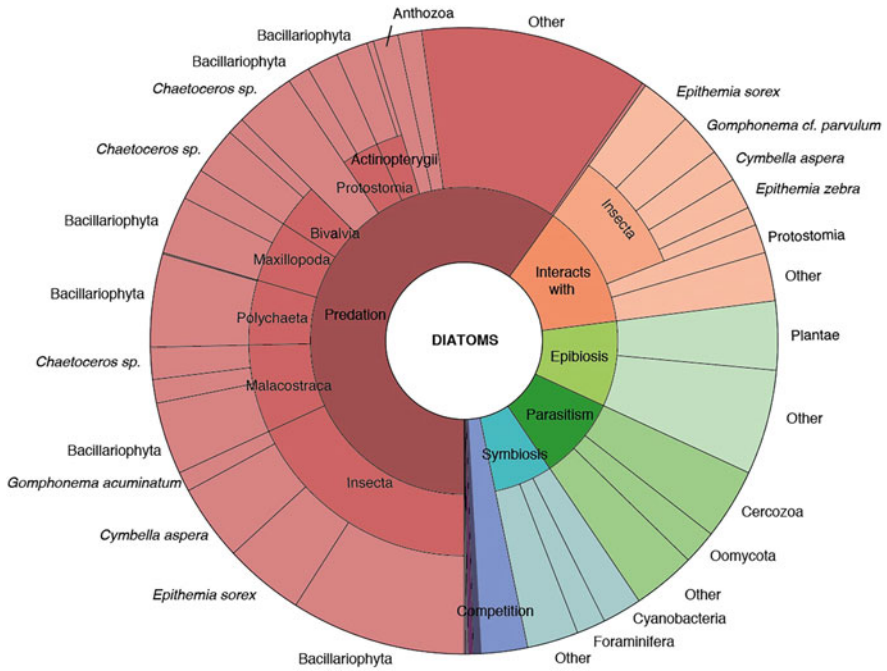 Anthozoa
Other
Bacillariophyta
Bacillariophyta
Chaetoceros sp.
Chaetoceros sp.
Bacillariophyta
Bacillariophyta
Chaetoceros sp.
Bacillariophyta
Gomphonema acuminatum
Cymbella aspera
Epithemia sorex
Bacillariophyta
Actinopterygii
Protostomia
Bivalvia
Maxillopoda
Polychaeta
Malacostraca
Insecta
Predation
DIATOMS
Interacts
with
Insecta
Epithemia sorex
Gomphonema cf. parvulum
Cymbella aspera
Epithemia zebra
Protostomia
Other
Epibiosis
Plantae
Other
Parasitism
Cercozoa
Oomycota
Other
Symbiosis
Cyanobacteria
Foraminifera
Other
Competition